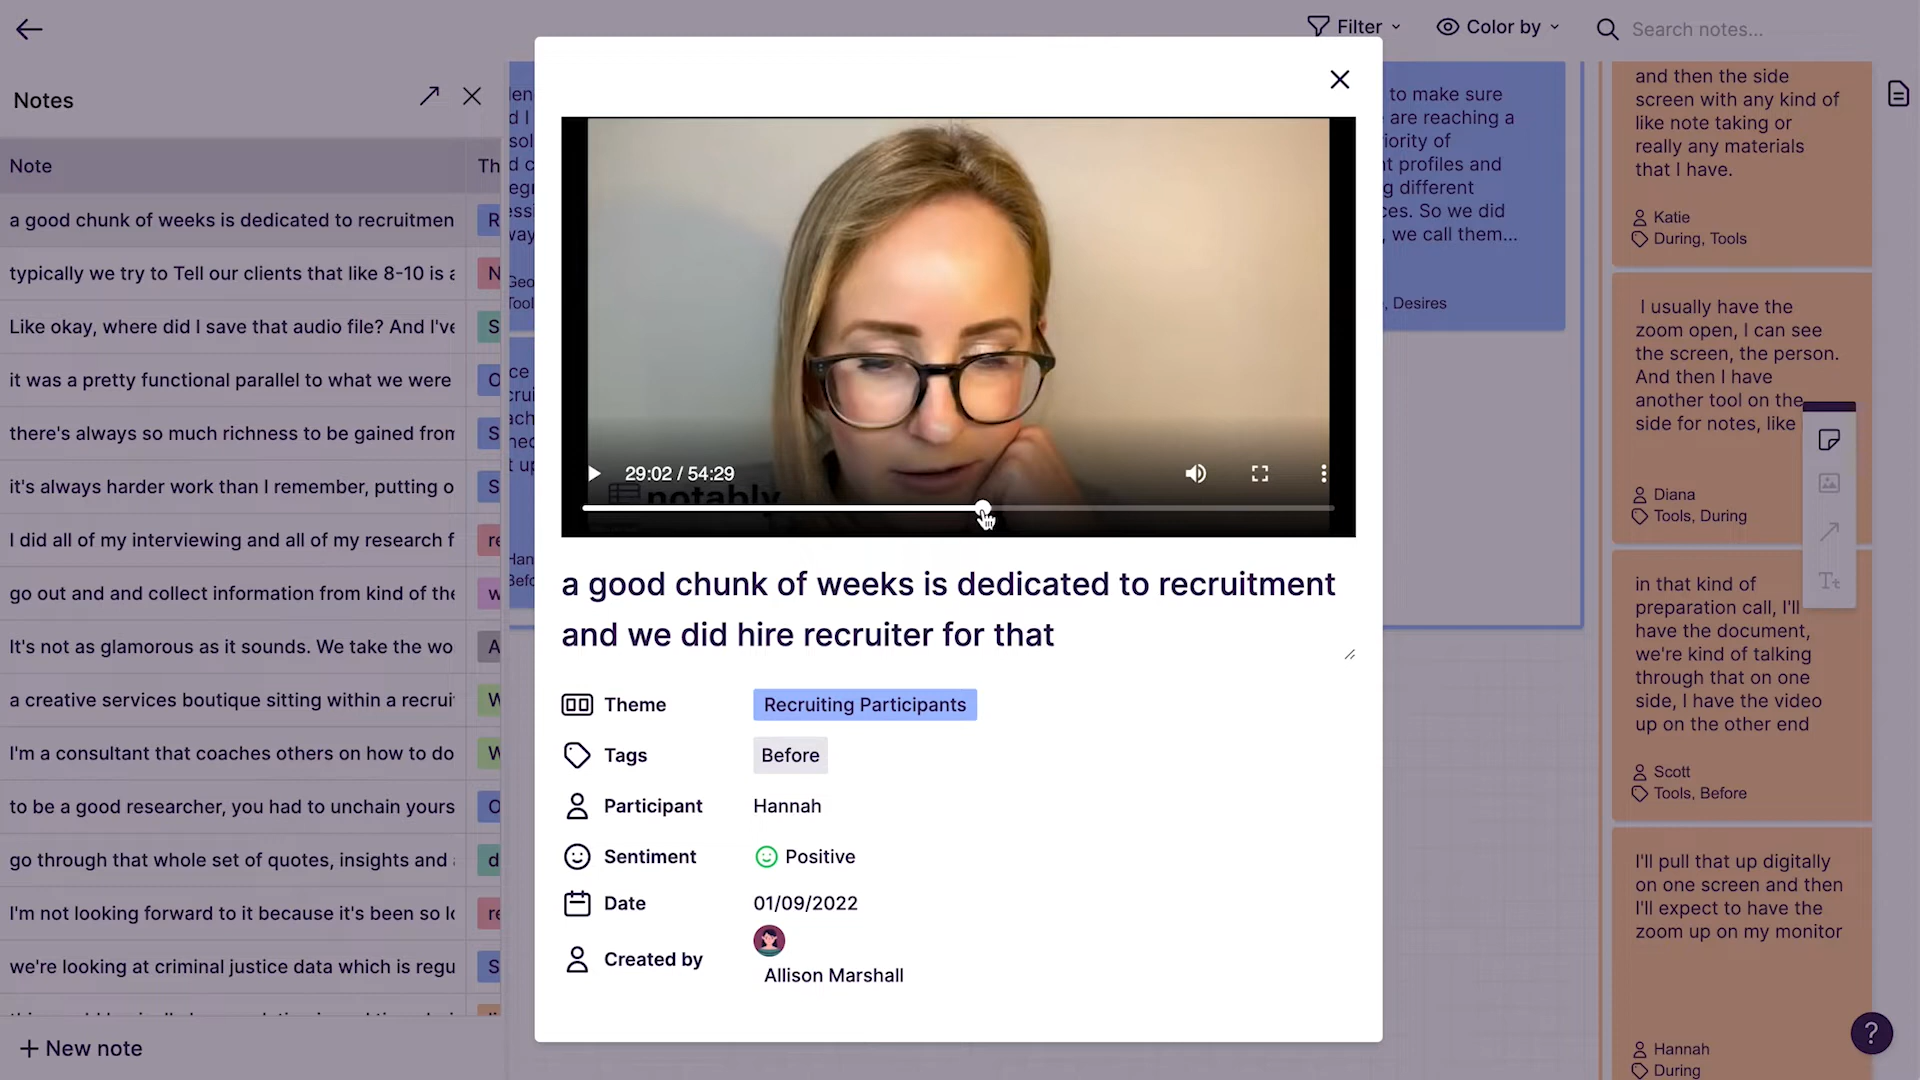 Filter
Color by
Search notes...
Notes
Note
Th
a good chunk of weeks is dedicated to recruitmen
typically we try to Tell our clients that like 8-10 is a
Like okay, where did I save that audio file? And I've
it was a pretty functional parallel to what we were
there's always so much richness to be gained from
it's always harder work than I remember, putting o
I did all of my interviewing and all of my research f
go out and and collect information from kind of the
It's not as glamorous as it sounds. We take the wo
a creative services boutique sitting within a recrui
I'm a consultant that coaches others on how to do
to be a good researcher, you had to unchain yours
go through that whole set of quotes, insights and
I'm not looking forward to it because it's been so lo
we're looking at criminal justice data which is regu
+ New note
29:02 / 54:29
notably
a good chunk of weeks is dedicated to recruitment
and we did hire recruiter for that
Theme
Recruiting Participants
Tags
Before
Participant
Hannah
Sentiment
Positive
Date
01/09/2022
Created by
Allison Marshall
to make sure
are reaching a
iority of
t profiles and
g different
ces. So we did
, we call them...
, Desires
and then the side
screen with any kind of
like note taking or
really any materials
that I have.
Katie
During, Tools
I usually have the
zoom open, I can see
the screen, the person.
And then I have
another tool on the
side for notes, like
Diana
Tools, During
in that kind of
preparation call, I'll
have the document,
we're kind of talking
through that on one
side, I have the video
up on the other end
Scott
Tools, Before
I'll pull that up digitally
on one screen and then
I'll expect to have the
zoom up on my monitor
Hannah
During
Tt
?